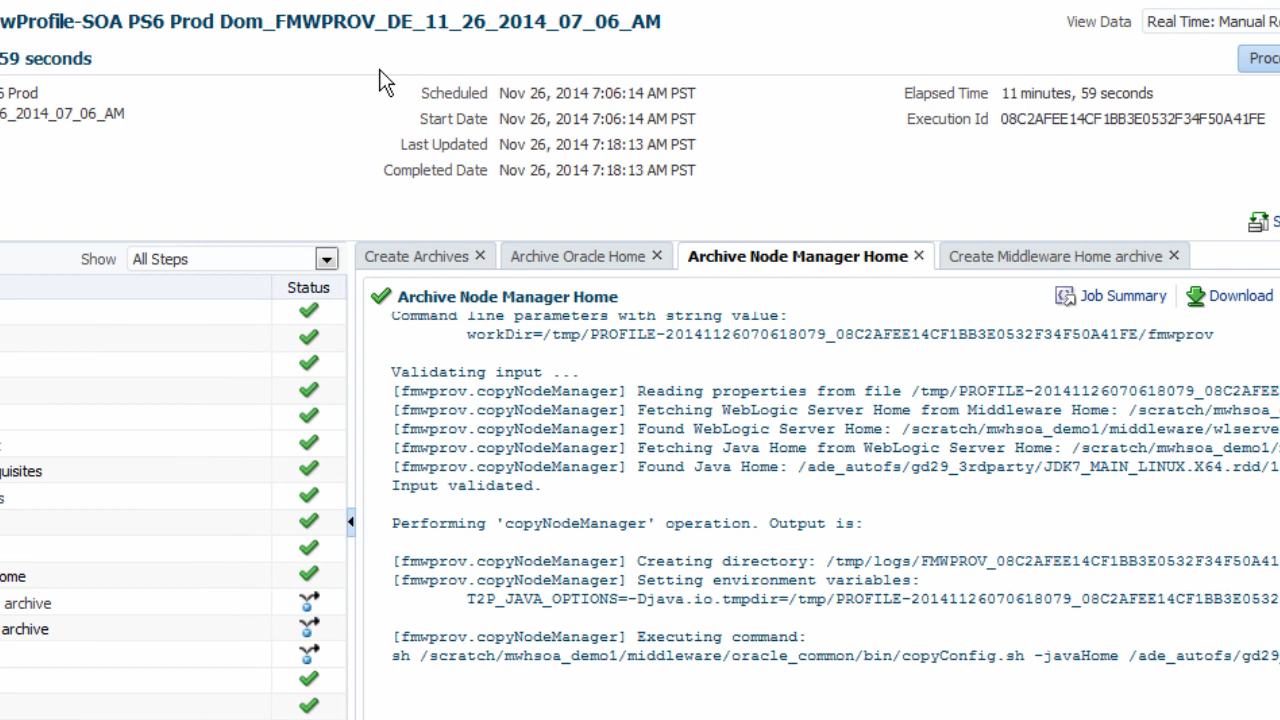 wProfile-SOA PS6 Prod Dom_FMWPROV_DE_11_26_2014_07_06_AM
View Data Real Time: Manual Re
59 seconds
Proce
6 Prod
6_2014_07_06_AM
Scheduled Nov 26, 2014 7:06:14 AM PST
Start Date Nov 26, 2014 7:06:14 AM PST
Last Updated Nov 26, 2014 7:18:13 AM PST
Completed Date Nov 26, 2014 7:18:13 AM PST
Elapsed Time 11 minutes, 59 seconds
Execution Id 08C2AFEE14CF1BB3E0532F34F50A41FE
S
Show All Steps
Status
uisites
s
ome
archive
archive
Create Archives
Archive Oracle Home
Archive Node Manager Home
Create Middleware Home archive
Archive Node Manager Home
Job Summary
Download
Command line parameters with string value:
workDir=/tmp/PROFILE-20141126070618079_08C2AFEE14CF1BB3E0532F34F50A41FE/fmwprov
Validating input ...
[fmwprov.copyNodeManager] Reading properties from file /tmp/PROFILE-20141126070618079_08C2AFEE
[fmwprov.copyNodeManager] Fetching WebLogic Server Home from Middleware Home: /scratch/mwhsoa_
[fmwprov.copyNodeManager] Found WebLogic Server Home: /scratch/mwhsoa_demo1/middleware/wlserve
[fmwprov.copyNodeManager] Fetching Java Home from WebLogic Server Home: /scratch/mwhsoa_demo1/
[fmwprov.copyNodeManager] Found Java Home: /ade_autofs/gd29_3rdparty/JDK7_MAIN_LINUX.X64.rdd/1
Input validated.
Performing 'copyNodeManager' operation. Output is:
[fmwprov.copyNodeManager] Creating directory: /tmp/logs/FMWPROV_08C2AFEE14CF1BB3E0532F34F50A41
[fmwprov.copyNodeManager] Setting environment variables:
T2P_JAVA_OPTIONS=-Djava.io.tmpdir=/tmp/PROFILE-20141126070618079_08C2AFEE14CF1BB3E0532
[fmwprov.copyNodeManager] Executing command:
sh /scratch/mwhsoa_demo1/middleware/oracle_common/bin/copyConfig.sh -javaHome /ade_autofs/gd29_